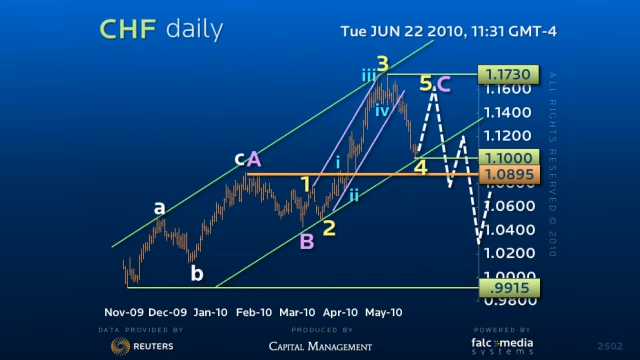 CHF daily
Tue JUN 22 2010, 11:31 GMT-4
3
iii
1.1730
5 C
1.1600
iv
1.1400
1.1200
c A
i
4
1.1000
1.0895
1
a
ii
1.0600
2
B
1.0400
b
1.0200
1.0000
.9915
0.9800
Nov-09 Dec-09 Jan-10 Feb-10 Mar-10 Apr-10 May-10
ALL RIGHTS RESERVED © 2010
DATA PROVIDED BY
REUTERS
PRODUCED BY
CAPITAL MANAGEMENT
POWERED BY
falc media
systems
2502